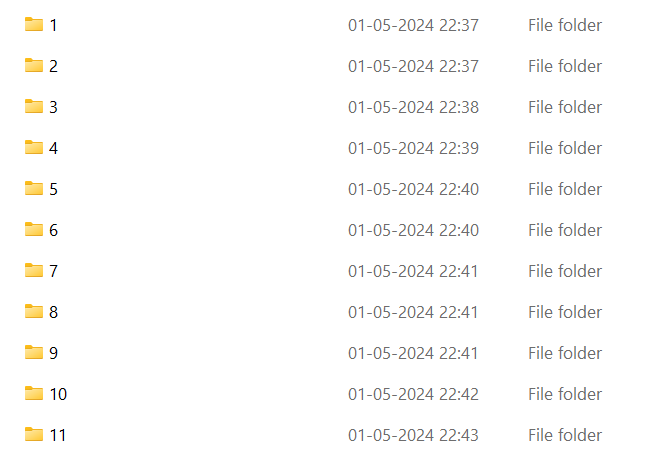 1 01-05-2024 22:37 File folder
2 01-05-2024 22:37 File folder
3 01-05-2024 22:38 File folder
4 01-05-2024 22:39 File folder
5 01-05-2024 22:40 File folder
6 01-05-2024 22:40 File folder
7 01-05-2024 22:41 File folder
8 01-05-2024 22:41 File folder
9 01-05-2024 22:41 File folder
10 01-05-2024 22:42 File folder
11 01-05-2024 22:43 File folder